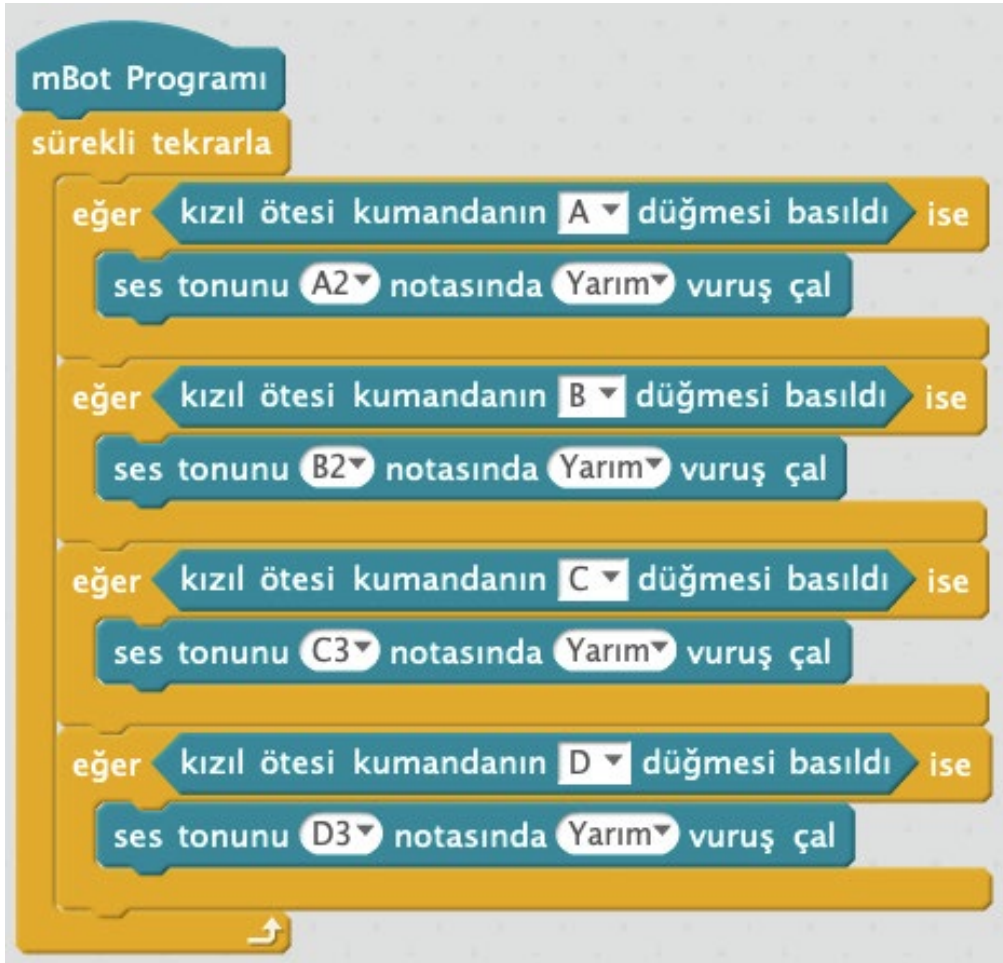 mBot Programı
sürekli tekrarla
eğer kızıl ötesi kumandanın A düğmesi basıldı ise
ses tonunu A2 notasında Yarım vuruş çal
eğer kızıl ötesi kumandanın B düğmesi basıldı ise
ses tonunu B2 notasında Yarım vuruş çal
eğer kızıl ötesi kumandanın C düğmesi basıldı ise
ses tonunu C3 notasında Yarım vuruş çal
eğer kızıl ötesi kumandanın D düğmesi basıldı ise
ses tonunu D3 notasında Yarım vuruş çal